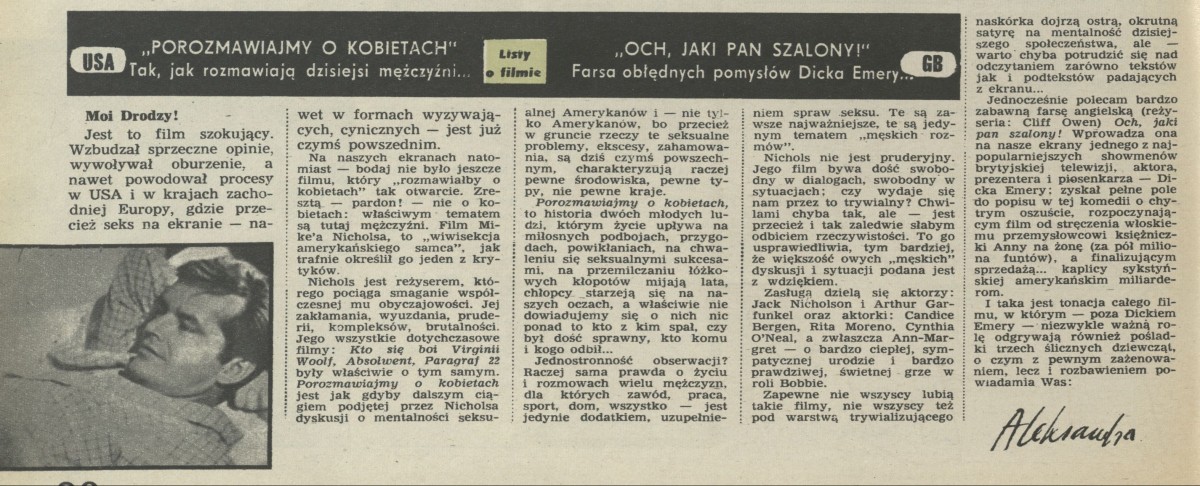 USA
„POROZMAWIAJMY O KOBIETACH"
Tak, jak rozmawiają dzisiejsi mężczyźni...
Listy
o filmie
„OCH, JAKI PAN SZALONY!"
Farsa obłędnych pomysłów Dicka Emery...
GB
Moi Drodzy!
Jest to film szokujący.
Wzbudzał sprzeczne opinie,
wywoływał oburzenie, a
nawet powodował procesy
w USA i w krajach zacho-
dniej Europy, gdzie prze-
cież seks na ekranie — na-
wet w formach wyzywają-
cych, cynicznych — jest już
czymś powszednim.
Na naszych ekranach nato-
miast — bodaj nie było jeszcze
filmu, który „rozmawiałby o
kobietach" tak otwarcie. Zre-
sztą — pardon! — nie o ko-
bietach: właściwym tematem
są tutaj mężczyźni. Film Mi-
ke'a Nicholsa, to „wiwisekcja
amerykańskiego samca", jak
trafnie określił go jeden z kry-
tyków.
Nichols jest reżyserem, któ-
rego pociąga smaganie współ-
czesnej mu obyczajowości. Jej
zakłamania, wyuzdania, prude-
rii, kompleksów, brutalności.
Jego wszystkie dotychczasowe
filmy: Kto się boi Virginii
Woolf, Absolwent, Paragraf 22
były właściwie o tym samym.
Porozmawiajmy o kobietach
jest jak gdyby dalszym cią-
giem podjętej przez Nicholsa
dyskusji o mentalności seksu-
alnej Amerykanów i — nie tyl-
ko Amerykanów, bo przecież
w gruncie rzeczy te seksualne
problemy, ekscesy, zahamowa-
nia, są dziś czymś powszech-
nym, charakteryzują raczej
pewne środowiska, pewne ty-
py, nie pewne kraje.
Porozmawiajmy o kobietach,
to historia dwóch młodych lu-
dzi, którym życie upływa na
miłosnych podbojach, przygo-
dach, powikłaniach, na chwa-
leniu się seksualnymi sukcesa-
mi, na przemilczaniu łóżko-
wych kłopotów mijają lata,
chłopcy starzeją się na na-
szych oczach, a właściwie nie
dowiadujemy się o nich nic
ponad to kto z kim spał, czy
był dość sprawny, kto komu
i kogo odbił...
Jednostronność obserwacji?
Raczej sama prawda o życiu
i rozmowach wielu mężczyzn,
dla których zawód, praca,
sport, dom, wszystko — jest
jedynie dodatkiem, uzupełnie-
niem spraw seksu. Te są za-
wsze najważniejsze, te są jedy-
nym tematem „męskich roz-
mów".
Nichols nie jest pruderyjny.
Jego film bywa dość swobo-
dny w dialogach, swobodny w
sytuacjach; czy wydaje się
nam przez to trywialny? Chwi-
lami chyba tak, ale — jest
przecież i tak zaledwie słabym
odbiciem rzeczywistości. To go
usprawiedliwia, tym bardziej,
że większość owych „męskich"
dyskusji i sytuacji podana jest
z wdziękiem.
Zasługą dzielą się aktorzy:
Jack Nicholson i Arthur Gar-
funkel oraz aktorki: Candice
Bergen, Rita Moreno, Cynthia
O'Neal, a zwłaszcza Ann-Mar-
gret — o bardzo ciepłej, sym-
patycznej urodzie i bardzo
prawdziwej, świetnej grze w
roli Bobbie.
Zapewne nie wszyscy lubią
takie filmy, nie wszyscy też
pod warstwą trywializującego
naskórka dojrzą ostrą, okrutną
satyrę na mentalność dzisiej-
szego społeczeństwa, ale —
warto chyba potrudzić się nad
odczytaniem zarówno tekstów
jak i podtekstów padających
z ekranu...
Jednocześnie polecam bardzo
zabawną farsę angielską (reży-
seria: Cliff Owen) Och, jaki
pan szalony! Wprowadza ona
na nasze ekrany jednego z naj-
popularniejszych showmenów
brytyjskiej telewizji, aktora,
prezentera i piosenkarza — Di-
cka Emery: zyskał pełne pole
do popisu w tej komedii o chy-
trym oszuście, rozpoczynają-
cym film od stręczenia włoskie-
mu przemysłowcowi księżnicz-
ki Anny na żonę (za pół milio-
na funtów), a finalizującym
sprzedażą... kaplicy sykstyń-
skiej amerykańskim miliarde-
rom.
I taka jest tonacja całego fil-
mu, w którym — poza Dickiem
Emery — niezwykle ważną ro-
lę odgrywają również poślad-
ki trzech ślicznych dziewcząt,
o czym z pewnym zażenowa-
niem, lecz i rozbawieniem po-
wiadamia Was:
Aleksandra